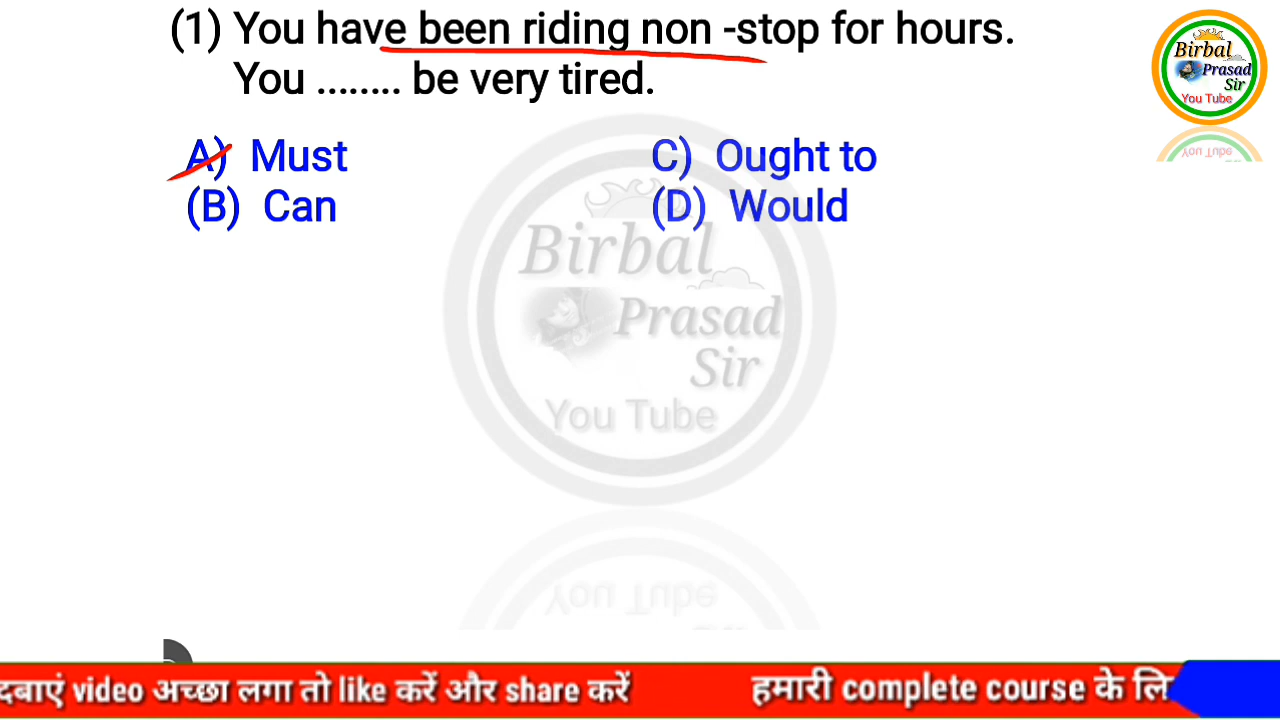 (1) You have been riding non -stop for hours.
You ........ be very tired.
A) Must
C) Ought to
(B) Can
(D) Would
Birbal
Prasad
Sir
You Tube
Birbal
Prasad
Sir
You Tube
दबाएं video अच्छा लगा तो like करें और share करें
हमारी complete course के लि